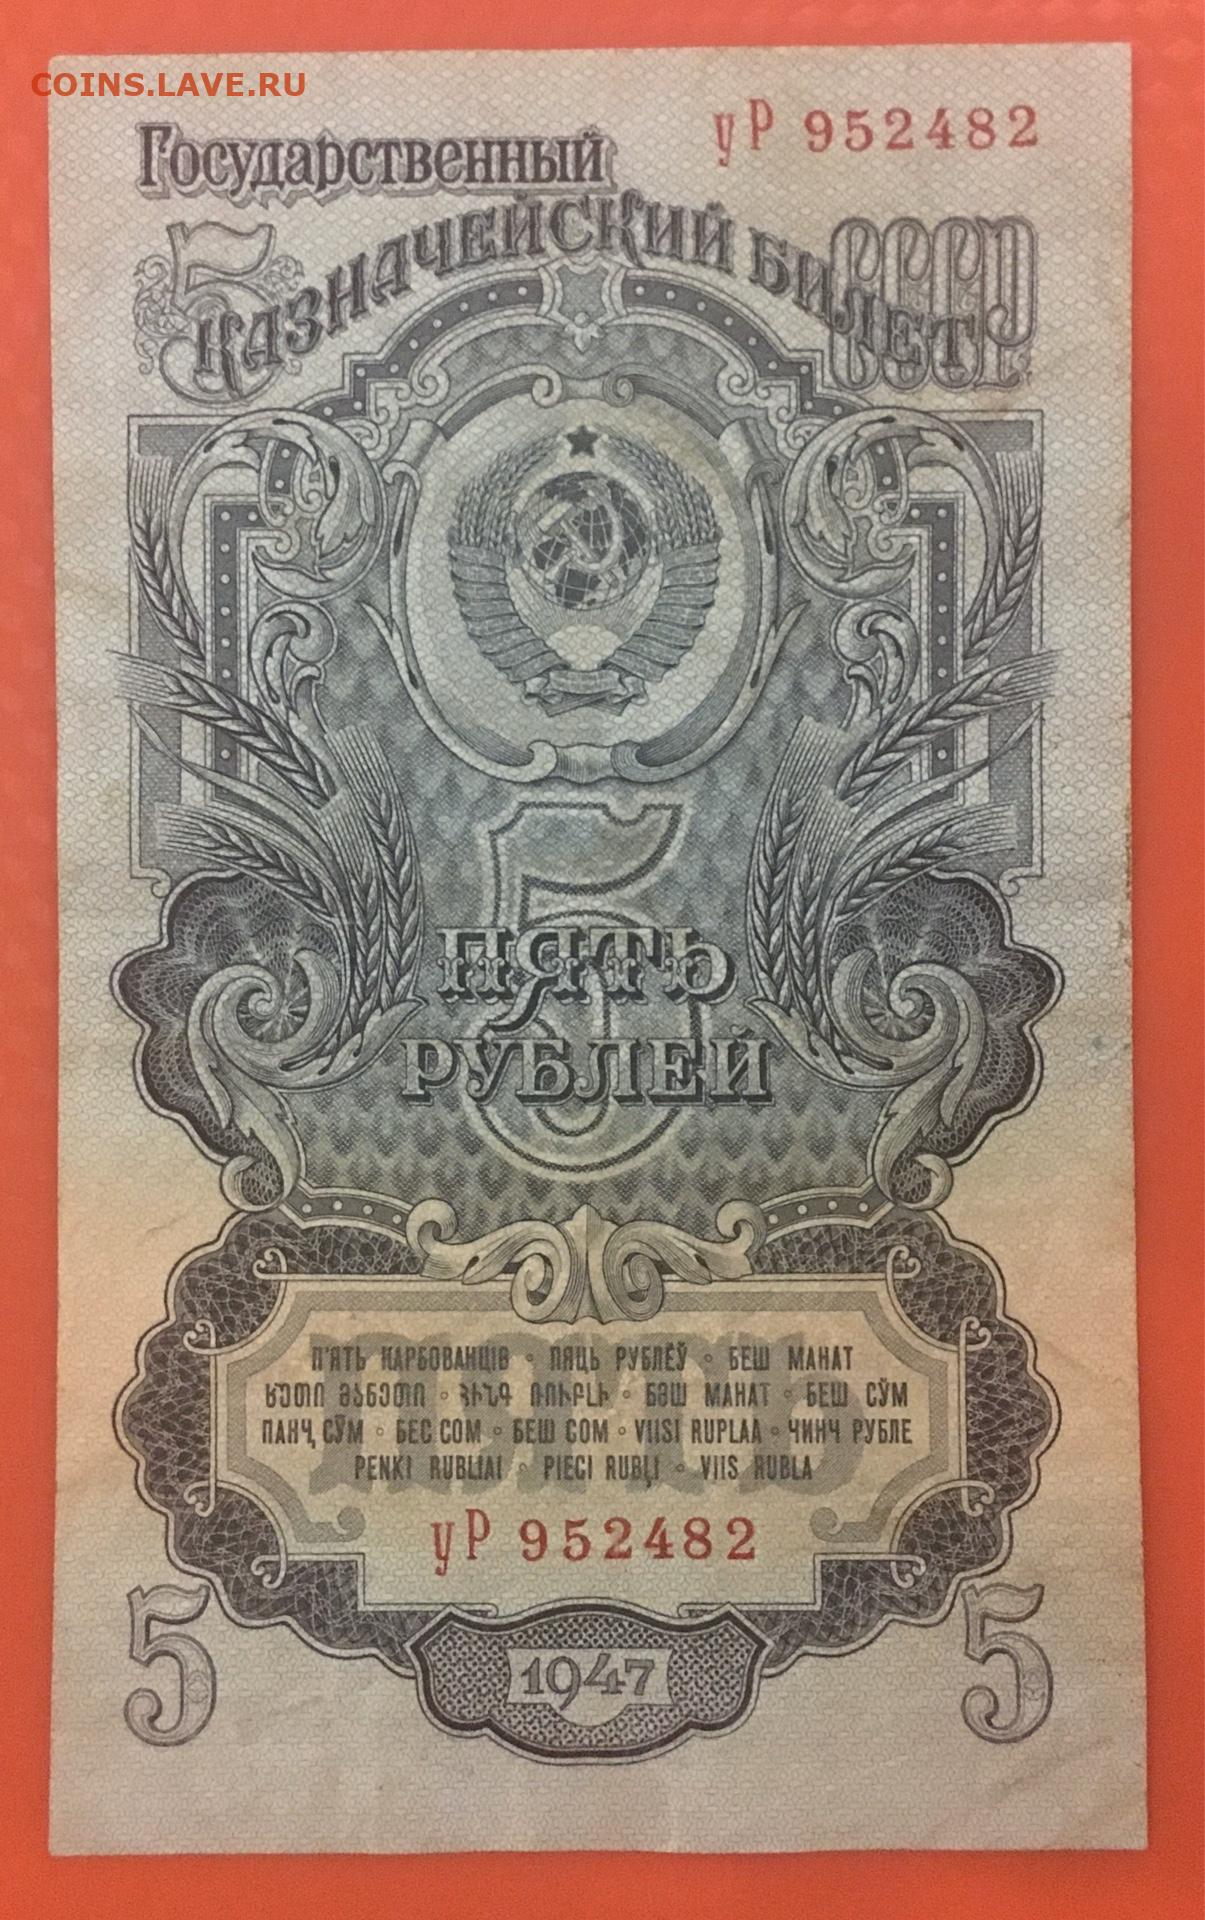 COINS.LAVE.RU
уР 952482
Государственный
5 КАЗНАЧЕЙСКИЙ БИЛЕТ СССР
5
ПЯТЬ
РУБЛЕЙ
ПЯТЬ
П'ЯТЬ КАРБОВАНЦІВ • ПЯЦЬ РУБЛЁЎ • БЕШ МАНАТ
ხუთი მანეთი • ՀԻՆԳ ՌՈՒԲԼԻ • БӘШ МАНАТ • БЕШ СЎМ
ПАНҶ СӮМ • БЕС СОМ • БЕШ СОМ • VIISI RUPLAA • ЧИНЧ РУБЛЕ
PENKI RUBLIAI • PIECI RUBĻI • VIIS RUBLA
уР 952482
5 1947 5